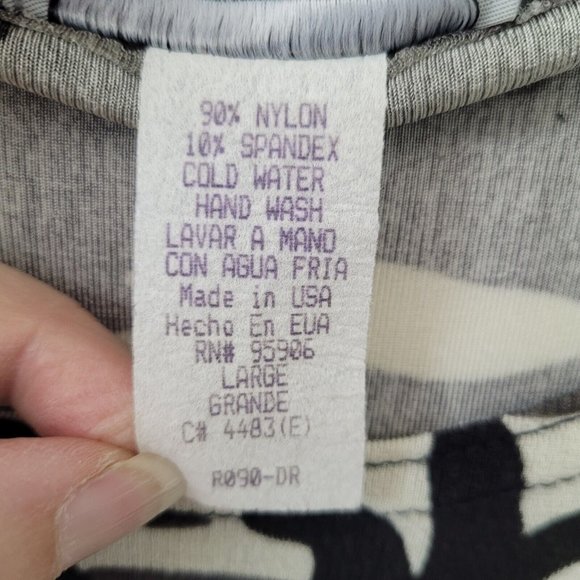 90% NYLON
10% SPANDEX
COLD WATER
HAND WASH
LAVAR A MANO
CON AGUA FRIA
Made in USA
Hecho En EUA
RN# 95906
LARGE
GRANDE
C# 4483(E)
R090-DR